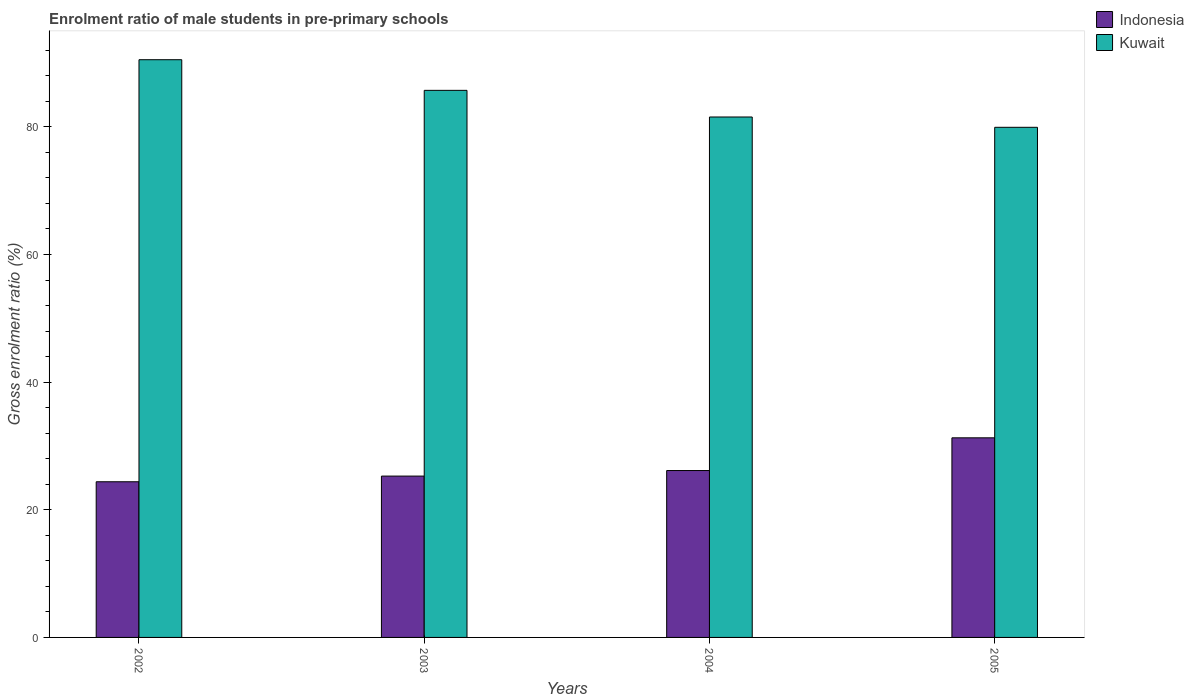 Enrolment ratio of male students in pre-primary schools
Indonesia
Kuwait
Gross enrolment ratio (%)
80
60
40
20
0
2002
2003
2004
2005
Years